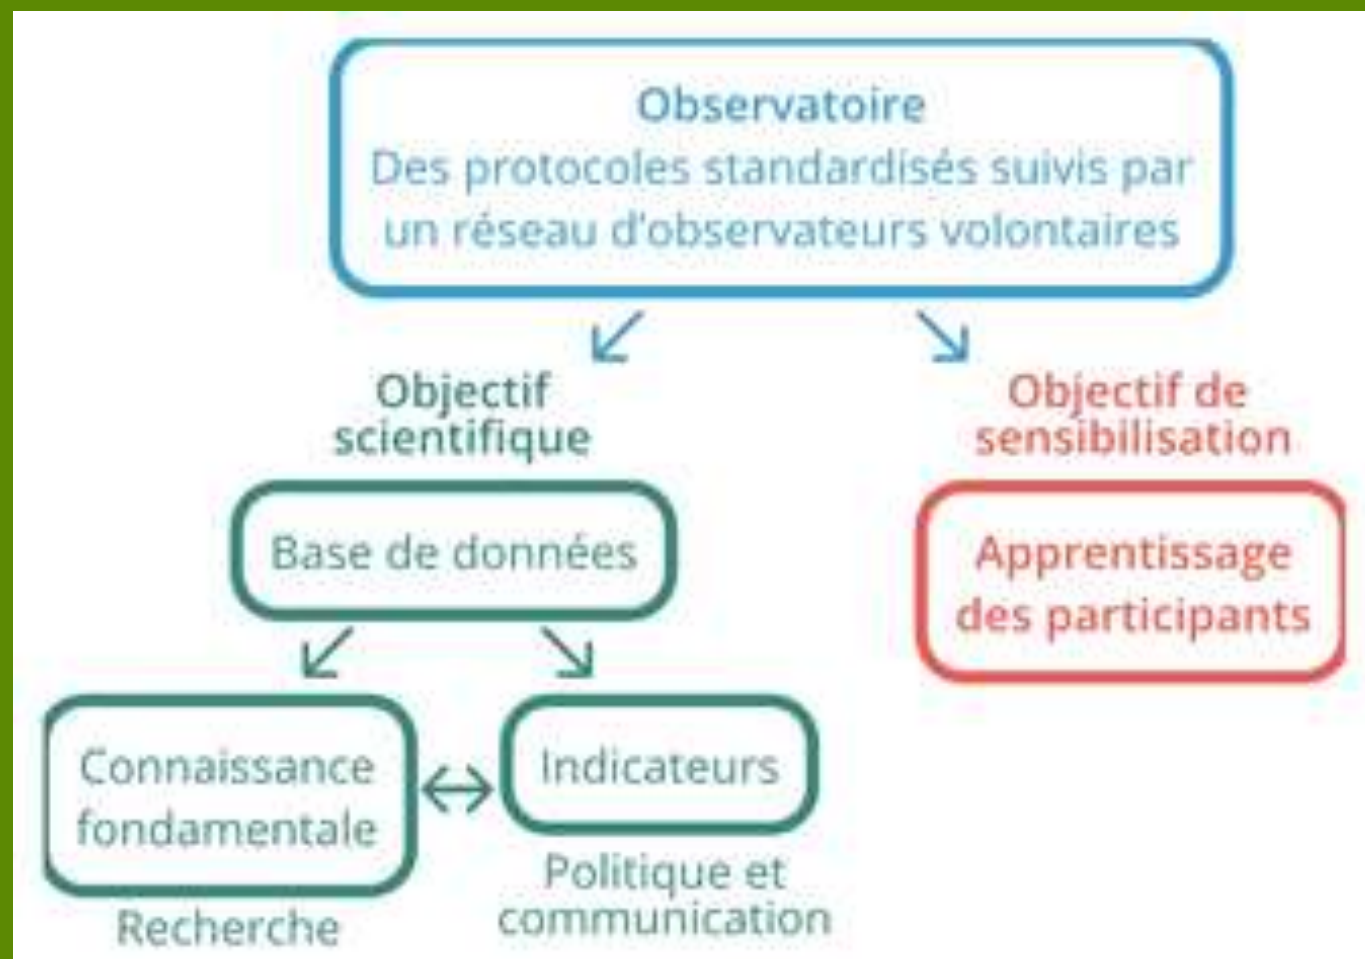 Observatoire
Des protocoles standardisés suivis par
un réseau d'observateurs volontaires
Objectif
scientifique
Objectif de
sensibilisation
Base de données
Apprentissage
des participants
Connaissance
fondamentale
Indicateurs
Recherche
Politique et
communication